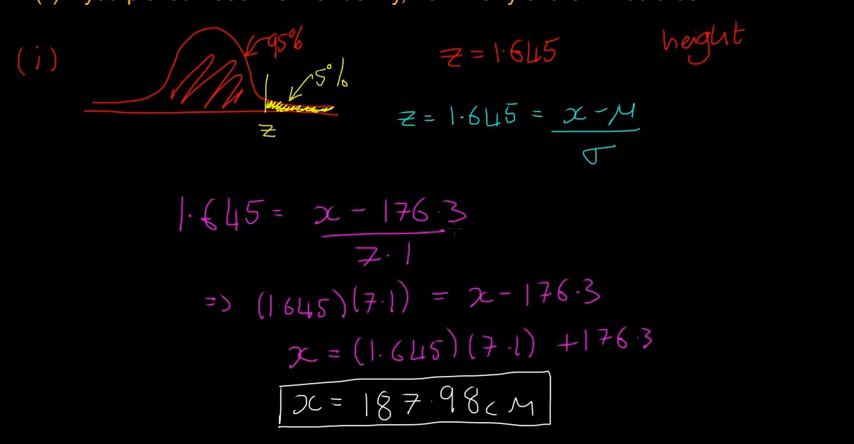 (i)
95%
5%
z
z = 1.645
height
z = 1.645 = x - μ
σ
1.645 = x - 176.3
7.1
⇒ (1.645)(7.1) = x - 176.3
x = (1.645)(7.1) + 176.3
x = 187.98cm